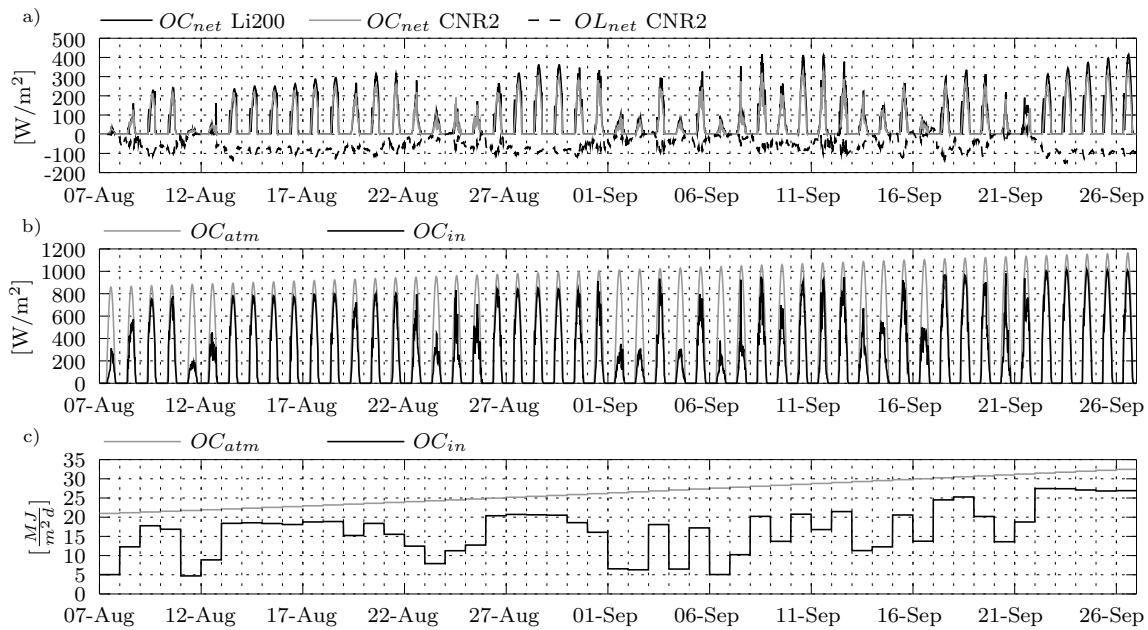 a) OC_net Li200 OC_net CNR2 OL_net CNR2
500
400
300
200
100
0
-100
-200
[W/m²]
07-Aug 12-Aug 17-Aug 22-Aug 27-Aug 01-Sep 06-Sep 11-Sep 16-Sep 21-Sep 26-Sep
b) OC_atm OC_in
1200
1000
800
600
400
200
0
[W/m²]
07-Aug 12-Aug 17-Aug 22-Aug 27-Aug 01-Sep 06-Sep 11-Sep 16-Sep 21-Sep 26-Sep
c) OC_atm OC_in
35
30
25
20
15
10
5
0
[MJ/m²d]
07-Aug 12-Aug 17-Aug 22-Aug 27-Aug 01-Sep 06-Sep 11-Sep 16-Sep 21-Sep 26-Sep